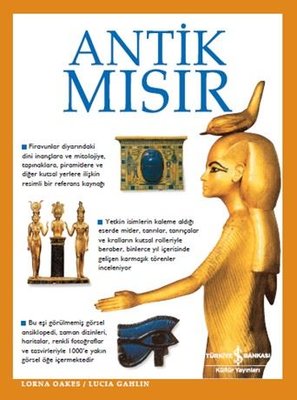 ANTİK
MISIR
Firavunlar diyarındaki
dini inançlara ve mitolojiye,
tapınaklara, piramidlere ve
diğer kutsal yerlere ilişkin
resimli bir referans kaynağı
Yetkin isimlerin kaleme aldığı
eserde mitler, tanrılar, tanrıçalar
ve kralların kutsal rolleriyle
beraber, binlerce yıl içerisinde
gelişen karmaşık törenler
inceleniyor
Bu eşi görülmemiş görsel
ansiklopedi, zaman dizinleri,
haritalar, renkli fotoğraflar
ve tasvirleriyle 1000'e yakın
görsel öğe içermektedir
TÜRKİYE İŞ BANKASI
Kültür Yayınları
LORNA OAKES / LUCIA GAHLIN